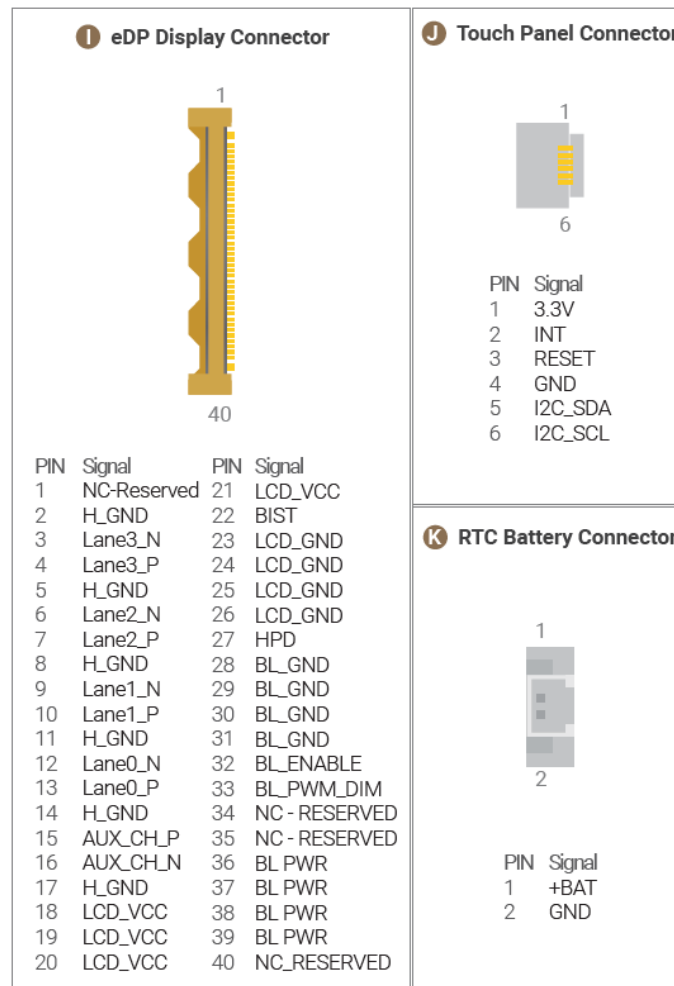 I eDP Display Connector
1
40
PIN Signal PIN Signal
1 NC-Reserved 21 LCD_VCC
2 H_GND 22 BIST
3 Lane3_N 23 LCD_GND
4 Lane3_P 24 LCD_GND
5 H_GND 25 LCD_GND
6 Lane2_N 26 LCD_GND
7 Lane2_P 27 HPD
8 H_GND 28 BL_GND
9 Lane1_N 29 BL_GND
10 Lane1_P 30 BL_GND
11 H_GND 31 BL_GND
12 Lane0_N 32 BL_ENABLE
13 Lane0_P 33 BL_PWM_DIM
14 H_GND 34 NC - RESERVED
15 AUX_CH_P 35 NC - RESERVED
16 AUX_CH_N 36 BL PWR
17 H_GND 37 BL PWR
18 LCD_VCC 38 BL PWR
19 LCD_VCC 39 BL PWR
20 LCD_VCC 40 NC_RESERVED
J Touch Panel Connector
1
6
PIN Signal
1 3.3V
2 INT
3 RESET
4 GND
5 I2C_SDA
6 I2C_SCL
K RTC Battery Connector
1
2
PIN Signal
1 +BAT
2 GND